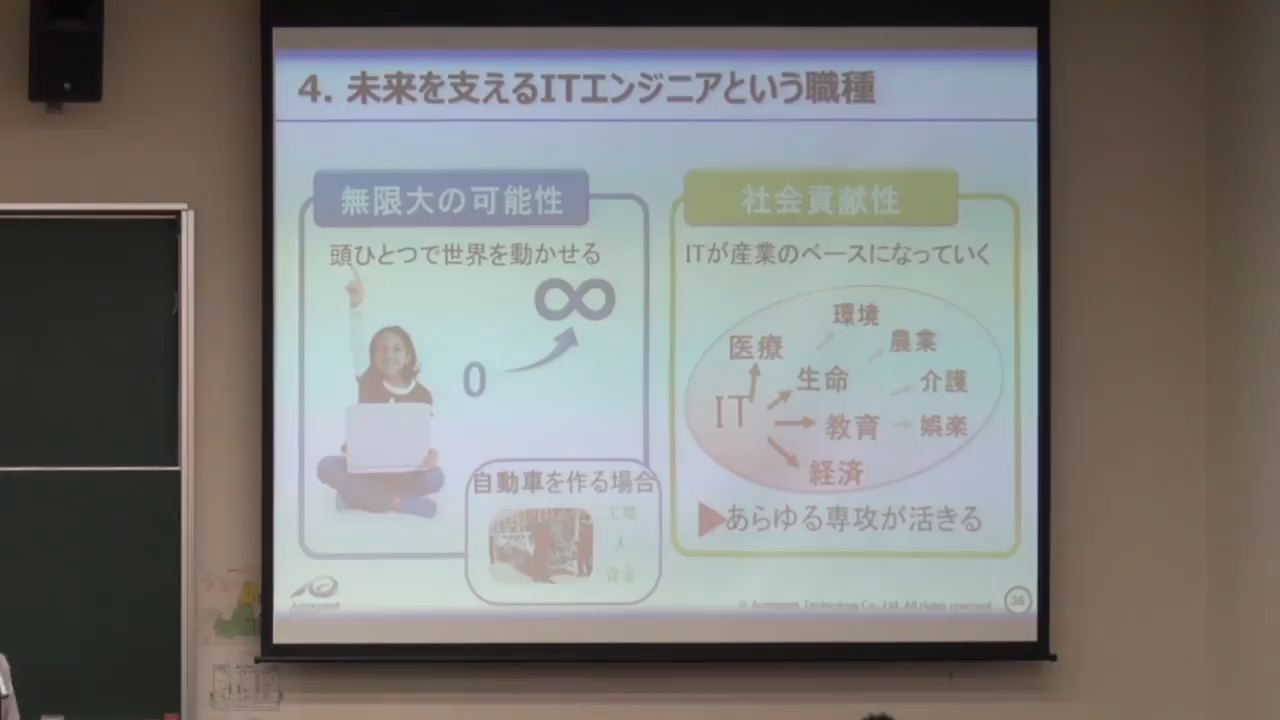 4. 未来を支えるITエンジニアという職種
無限大の可能性
頭ひとつで世界を動かせる
∞
0
自動車を作る場合
工場
人
資金
社会貢献性
ITが産業のベースになっていく
環境
医療
農業
生命
介護
IT
教育
娯楽
経済
あらゆる専攻が活きる
36